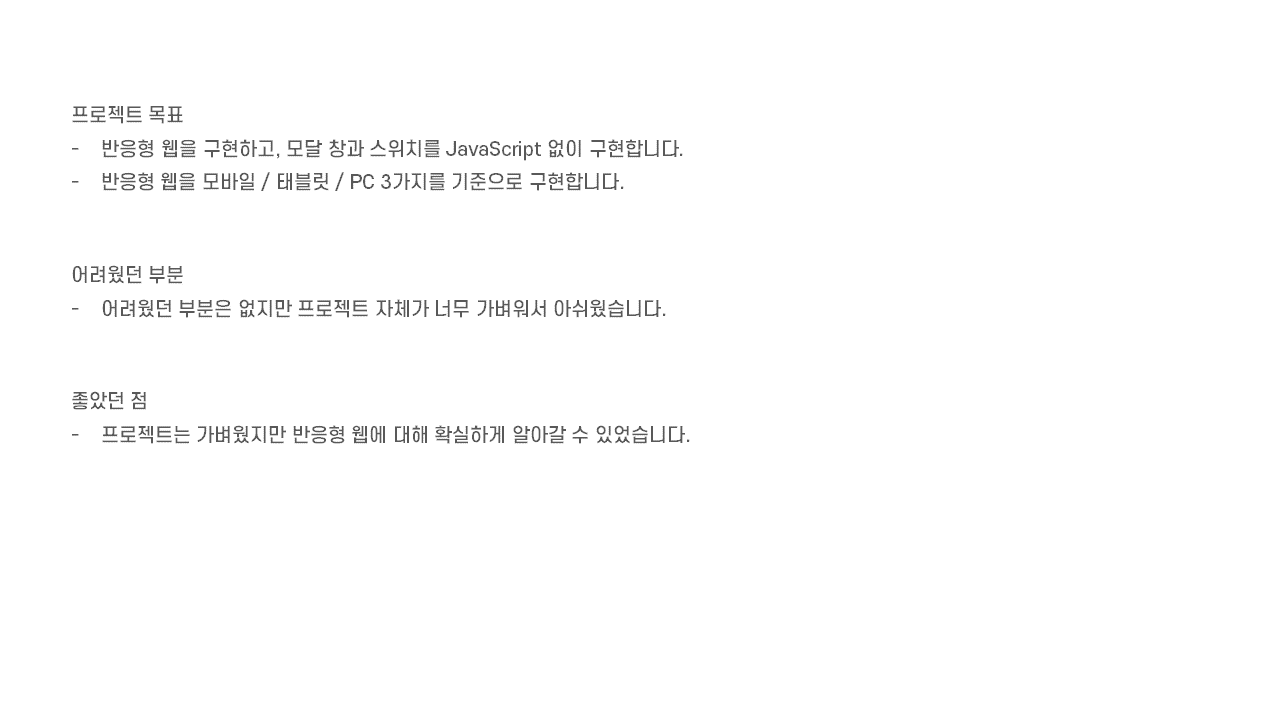 프로젝트 목표
- 반응형 웹을 구현하고, 모달 창과 스위치를 JavaScript 없이 구현합니다.
- 반응형 웹을 모바일 / 태블릿 / PC 3가지를 기준으로 구현합니다.
어려웠던 부분
- 어려웠던 부분은 없지만 프로젝트 자체가 너무 가벼워서 아쉬웠습니다.
좋았던 점
- 프로젝트는 가벼웠지만 반응형 웹에 대해 확실하게 알아갈 수 있었습니다.